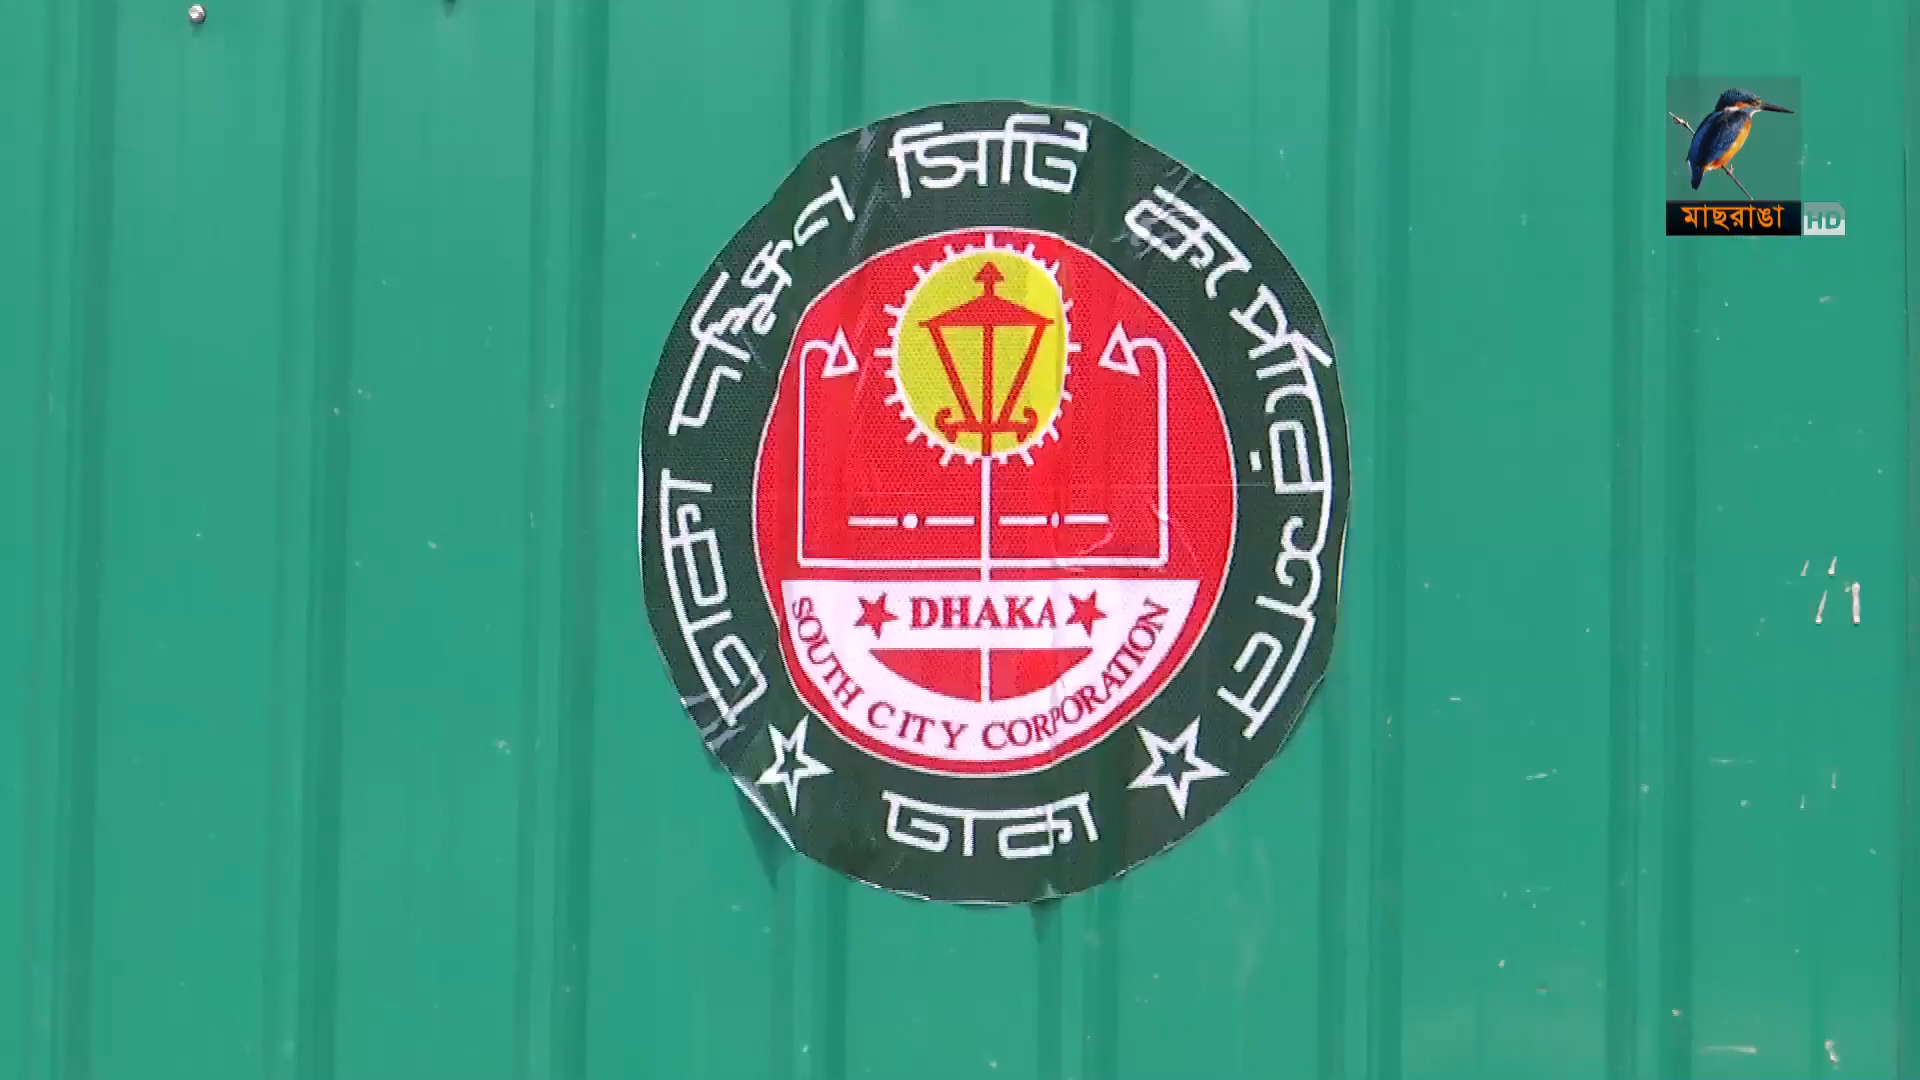 ঢাকা দক্ষিণ সিটি কর্পোরেশন
DHAKA
SOUTH CITY CORPORATION
ঢাকা
মাছরাঙা HD